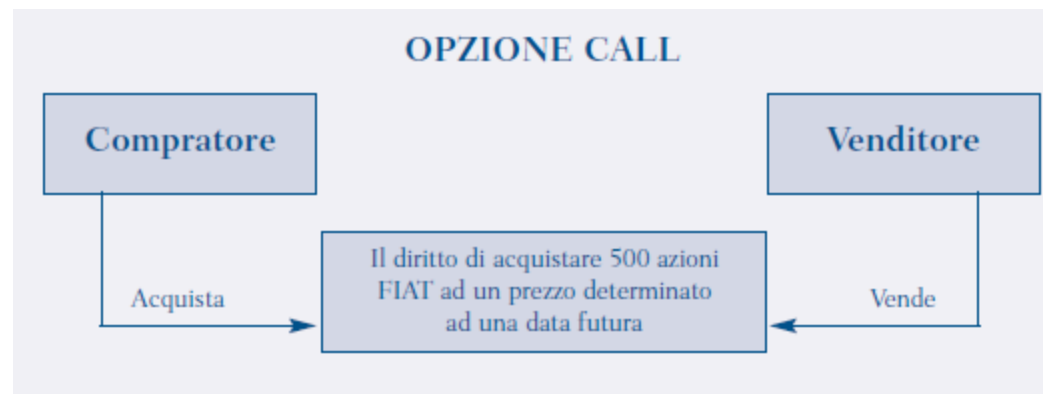 OPZIONE CALL
Compratore
Venditore
Il diritto di acquistare 500 azioni
FIAT ad un prezzo determinato
ad una data futura
Acquista
Vende